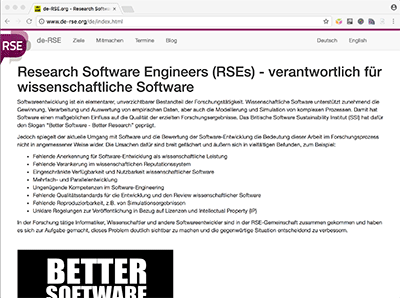 de-RSE.org - Research Softw
www.de-rse.org/de/index.html
RSE
de-RSE Ziele Mitmachen Termine Blog Deutsch English
Research Software Engineers (RSEs) - verantwortlich für
wissenschaftliche Software
Softwareentwicklung ist ein elementarer, unverzichtbarer Bestandteil der Forschungstätigkeit. Wissenschaftliche Software unterstützt zunehmend die
Gewinnung, Verarbeitung und Auswertung von empirischen Daten, aber auch die Modellierung und Simulation von komplexen Prozessen. Damit hat
Software einen maßgeblichen Einfluss auf die Qualität der erzielten Forschungsergebnisse. Das Britische Software Sustainability Institut (SSI) hat dafür
den Slogan "Better Software - Better Research" geprägt.
Jedoch spiegelt der aktuelle Umgang mit Software und die Bewertung der Software-Entwicklung die Bedeutung dieser Arbeit im Forschungsprozess
nicht in angemessener Weise wider. Die Ursachen dafür sind breit gefächert und äußern sich in vielfältigen Befunden, zum Beispiel:
• Fehlende Anerkennung für Software-Entwicklung als wissenschaftliche Leistung
• Fehlende Verankerung im wissenschaftlichen Reputationssystem
• Eingeschränkte Verfügbarkeit und Nutzbarkeit wissenschaftlicher Software
• Mehrfach- und Parallelentwicklung
• Ungenügende Kompetenzen im Software-Engineering
• Fehlende Qualitätsstandards für die Entwicklung und den Review wissenschaftlicher Software
• Fehlende Reproduzierbarkeit, z.B. von Simulationsergebnissen
• Unklare Regelungen zur Veröffentlichung in Bezug auf Lizenzen und Intellectual Property (IP)
In der Forschung tätige Informatiker, Wissenschaftler und andere Softwareentwickler sind in der RSE-Gemeinschaft zusammen gekommen und haben
es sich zur Aufgabe gemacht, dieses Problem deutlich sichtbar zu machen und die gegenwärtige Situation entscheidend zu verbessern.
BETTER
SOFTWARE